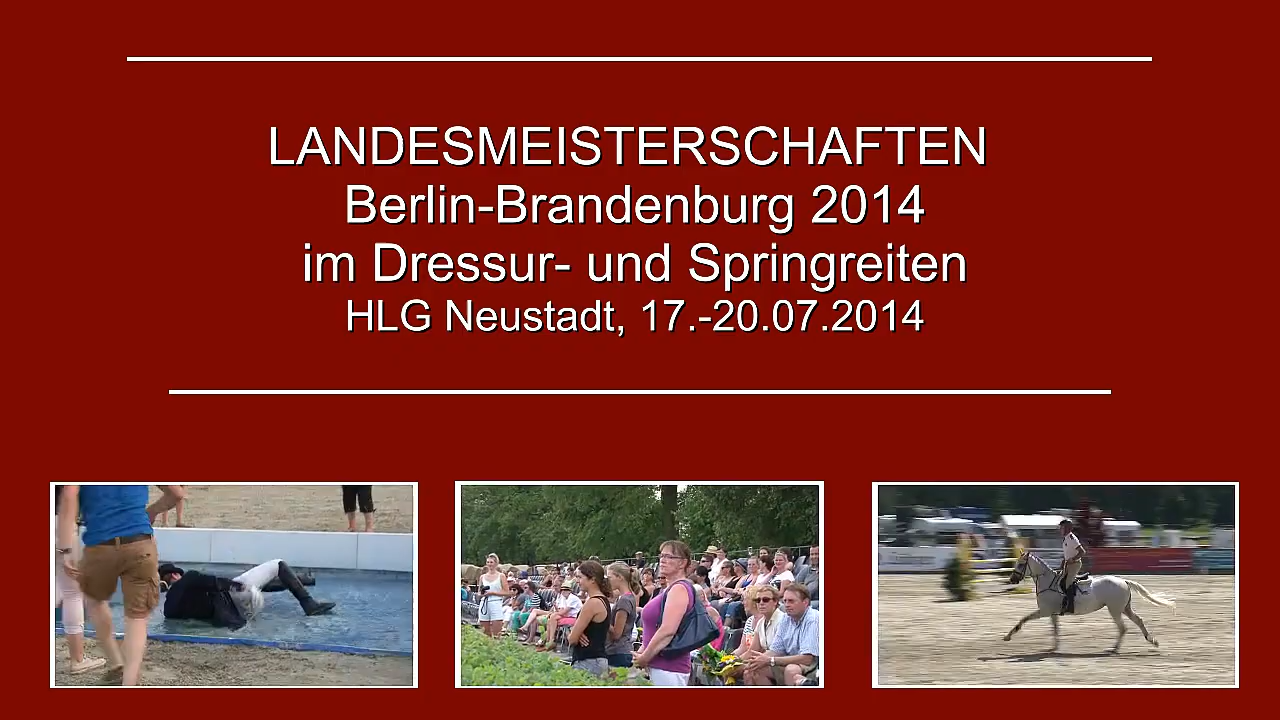 LANDESMEISTERSCHAFTEN
Berlin-Brandenburg 2014
im Dressur- und Springreiten
HLG Neustadt, 17.-20.07.2014